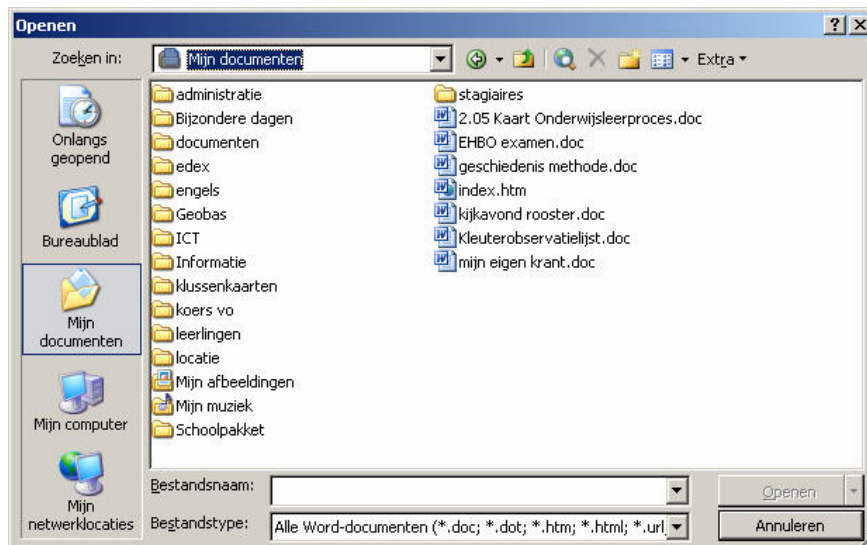 Openen
Zoeken in:
Mijn documenten
Extra
Onlangs
geopend
Bureaublad
Mijn
documenten
Mijn computer
Mijn
netwerklocaties
administratie
Bijzondere dagen
documenten
edex
engels
Geobas
ICT
Informatie
klussenkaarten
koers vo
leerlingen
locatie
Mijn afbeeldingen
Mijn muziek
Schoolpakket
stagiaires
2.05 Kaart Onderwijsleerproces.doc
EHBO examen.doc
geschiedenis methode.doc
index.htm
kijkavond rooster.doc
Kleuterobservatielijst.doc
mijn eigen krant.doc
Bestandsnaam:
Openen
Bestandstype:
Alle Word-documenten (*.doc; *.dot; *.htm; *.html; *.url;
Annuleren